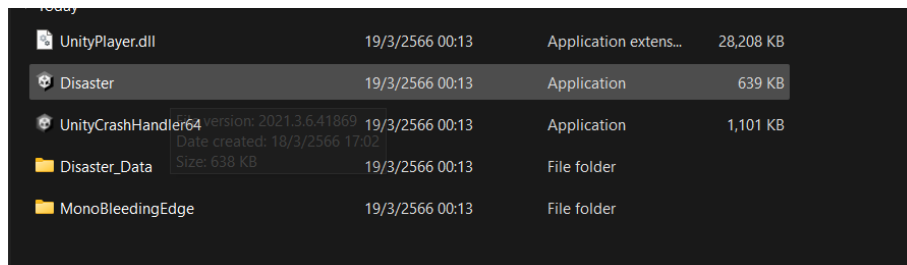 Today
UnityPlayer.dll 19/3/2566 00:13 Application extens... 28,208 KB
Disaster 19/3/2566 00:13 Application 639 KB
UnityCrashHandler64 19/3/2566 00:13 Application 1,101 KB
File version: 2021.3.6.41869
Date created: 18/3/2566 17:02
Size: 638 KB
Disaster_Data 19/3/2566 00:13 File folder
MonoBleedingEdge 19/3/2566 00:13 File folder